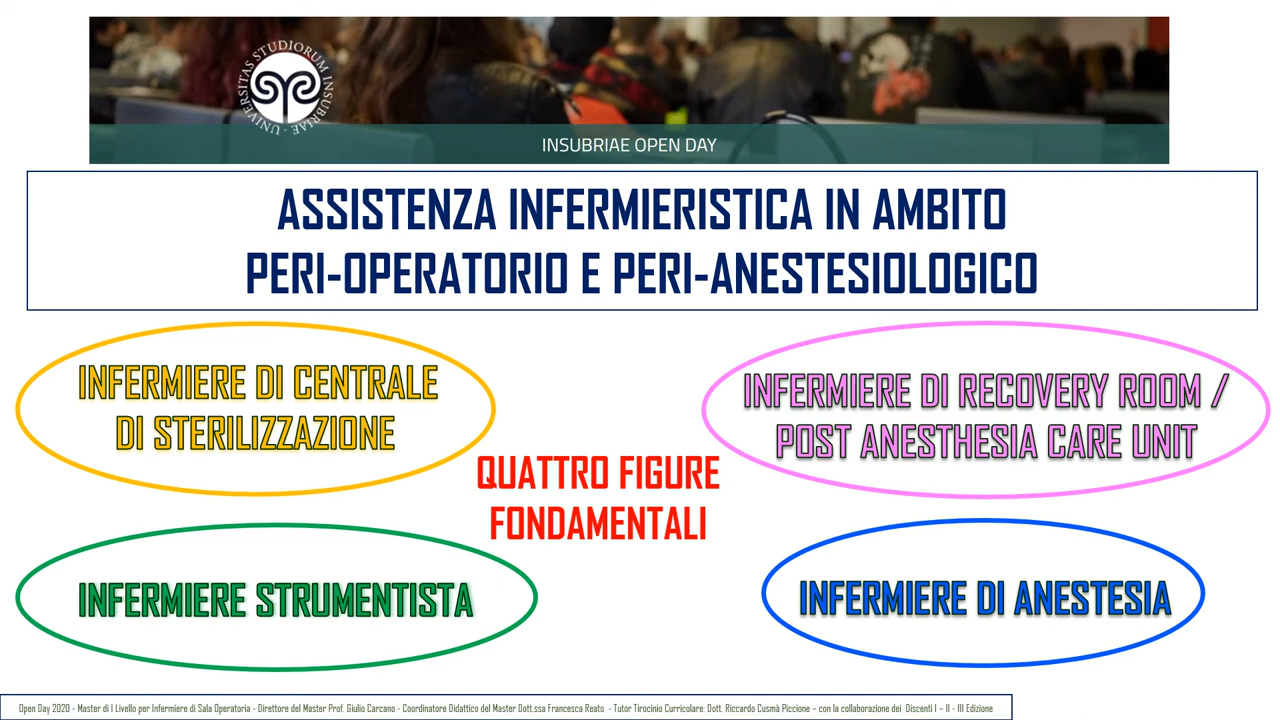 UNIVERSITAS STUDIORUM INSUBRIAE
INSUBRIAE OPEN DAY
ASSISTENZA INFERMIERISTICA IN AMBITO
PERI-OPERATORIO E PERI-ANESTESIOLOGICO
INFERMIERE DI CENTRALE
DI STERILIZZAZIONE
INFERMIERE DI RECOVERY ROOM /
POST ANESTHESIA CARE UNIT
QUATTRO FIGURE
FONDAMENTALI
INFERMIERE STRUMENTISTA
INFERMIERE DI ANESTESIA
Open Day 2020 - Master di I Livello per Infermiere di Sala Operatoria - Direttore del Master Prof. Giulio Carcano - Coordinatore Didattico del Master Dott.ssa Francesca Reato - Tutor Tirocinio Curricolare: Dott. Riccardo Cusmà Piccione – con la collaborazione dei Discenti I – II - III Edizione